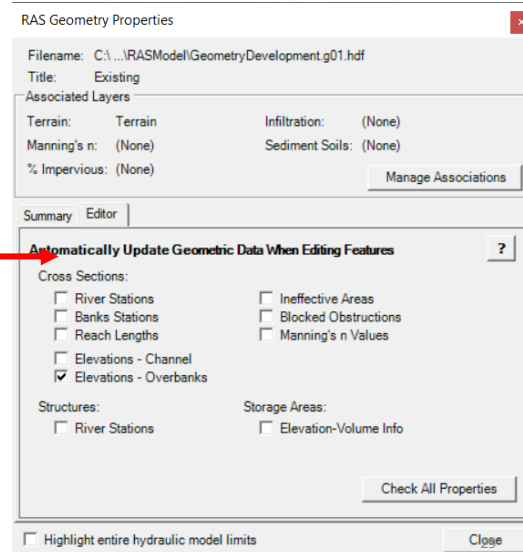 RAS Geometry Properties
Filename: C:\ ...\RASModel\GeometryDevelopment.g01.hdf
Title: Existing
Associated Layers
Terrain: Terrain Infiltration: (None)
Manning's n: (None) Sediment Soils: (None)
% Impervious: (None)
Manage Associations
Summary Editor
Automatically Update Geometric Data When Editing Features ?
Cross Sections:
River Stations Ineffective Areas
Banks Stations Blocked Obstructions
Reach Lengths Manning's n Values
Elevations - Channel
Elevations - Overbanks
Structures: Storage Areas:
River Stations Elevation-Volume Info
Check All Properties
Highlight entire hydraulic model limits Close